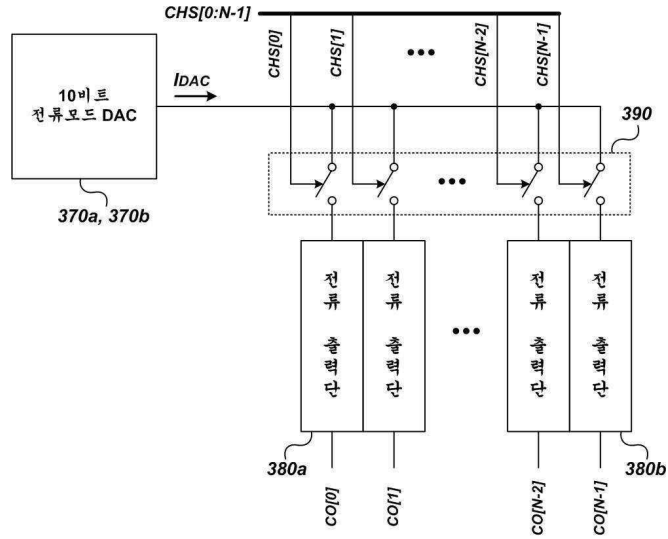 CHS[0:N-1]
CHS[0]
CHS[1]
CHS[N-2]
CHS[N-1]
10비트
전류모드 DAC
IDAC
390
370a, 370b
전류 출력단
전류 출력단
전류 출력단
전류 출력단
380a
380b
CO[0]
CO[1]
CO[N-2]
CO[N-1]